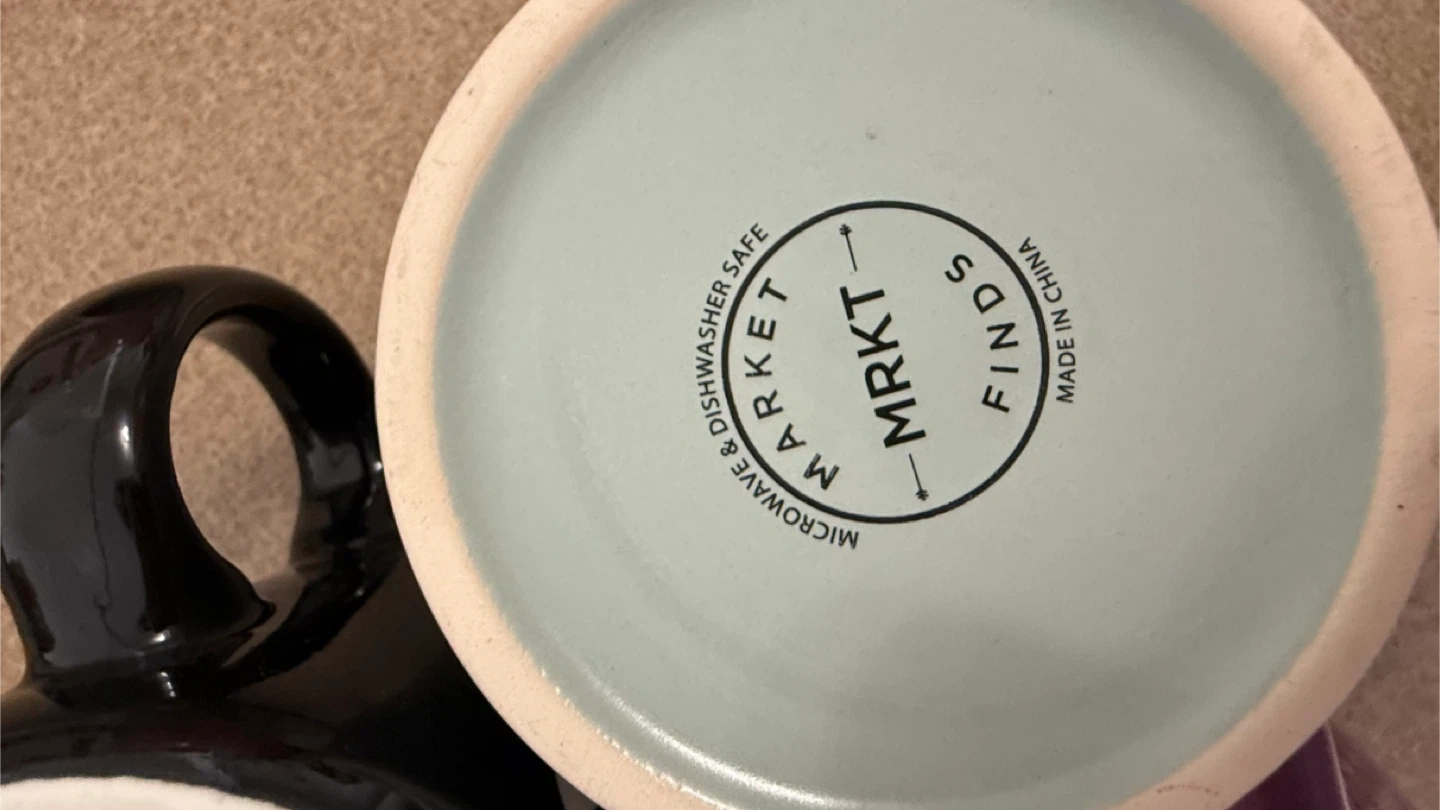 MICROWAVE & DISHWASHER SAFE
MARKET
MRKT
FINDS
MADE IN CHINA